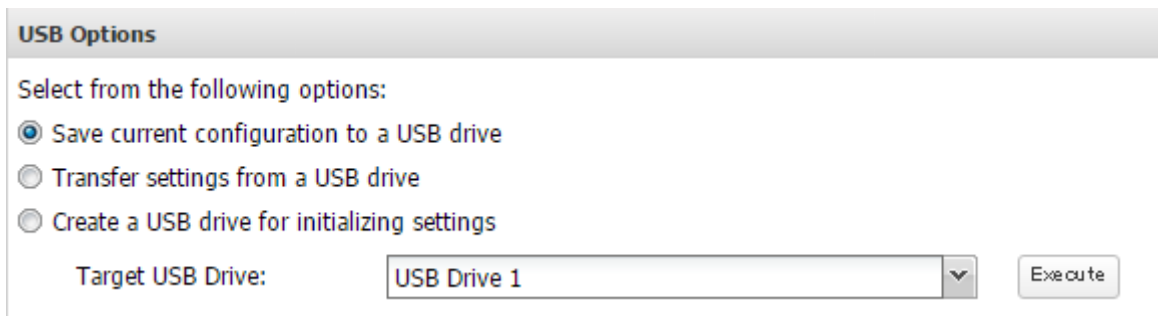 USB Options
Select from the following options:
Save current configuration to a USB drive
Transfer settings from a USB drive
Create a USB drive for initializing settings
Target USB Drive: USB Drive 1 Execute